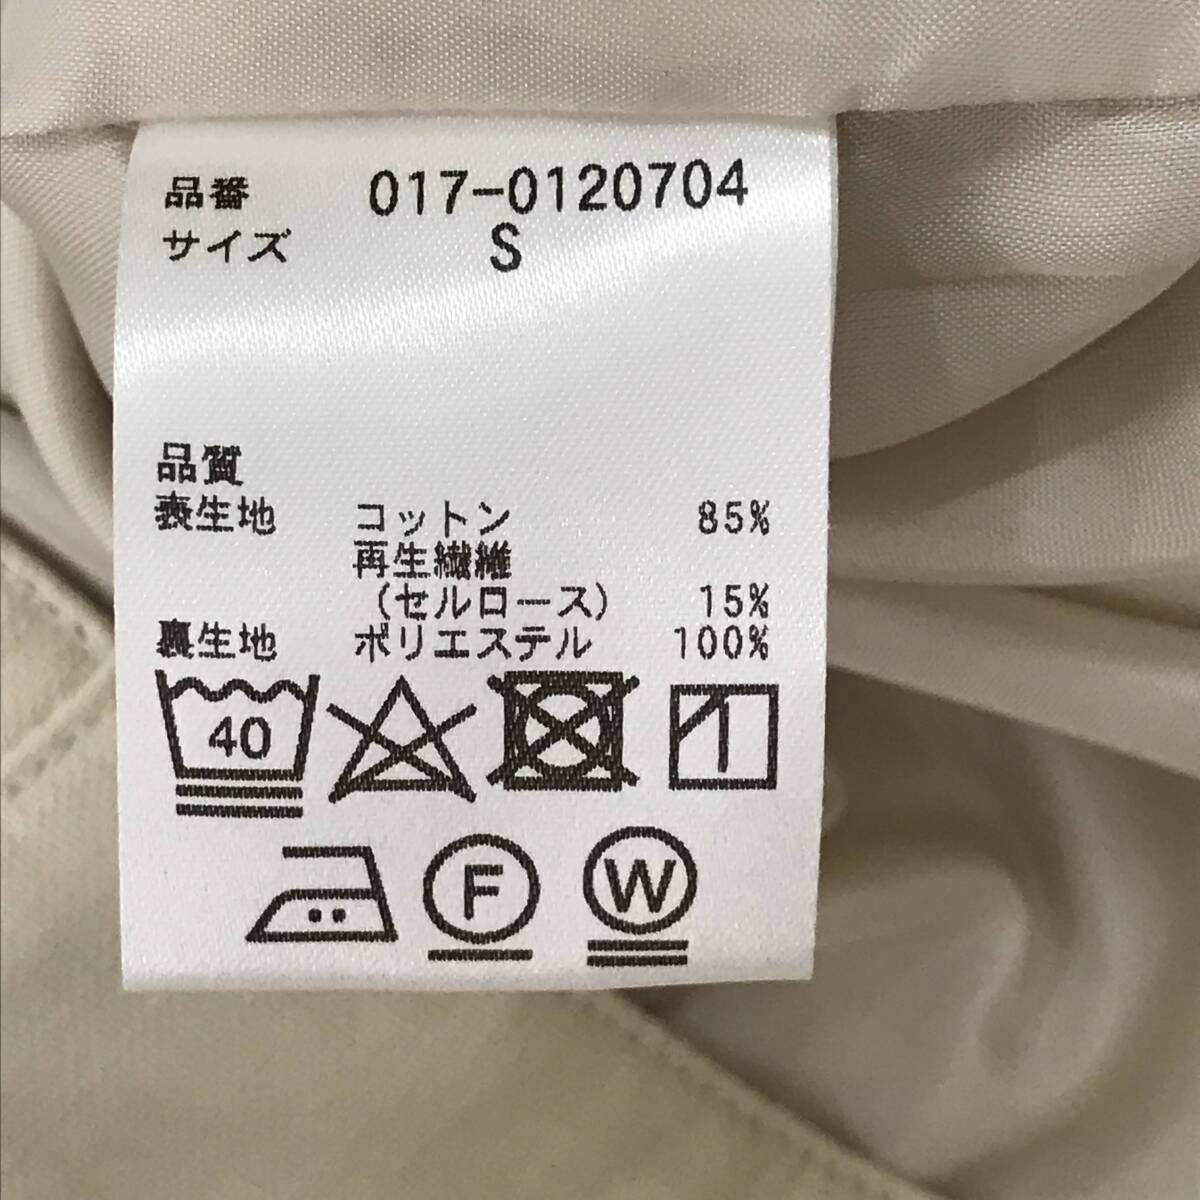 品番 017-0120704
サイズ S
品質
表生地 コットン 85%
再生繊維
(セルロース) 15%
裏生地 ポリエステル 100%
40
F
W